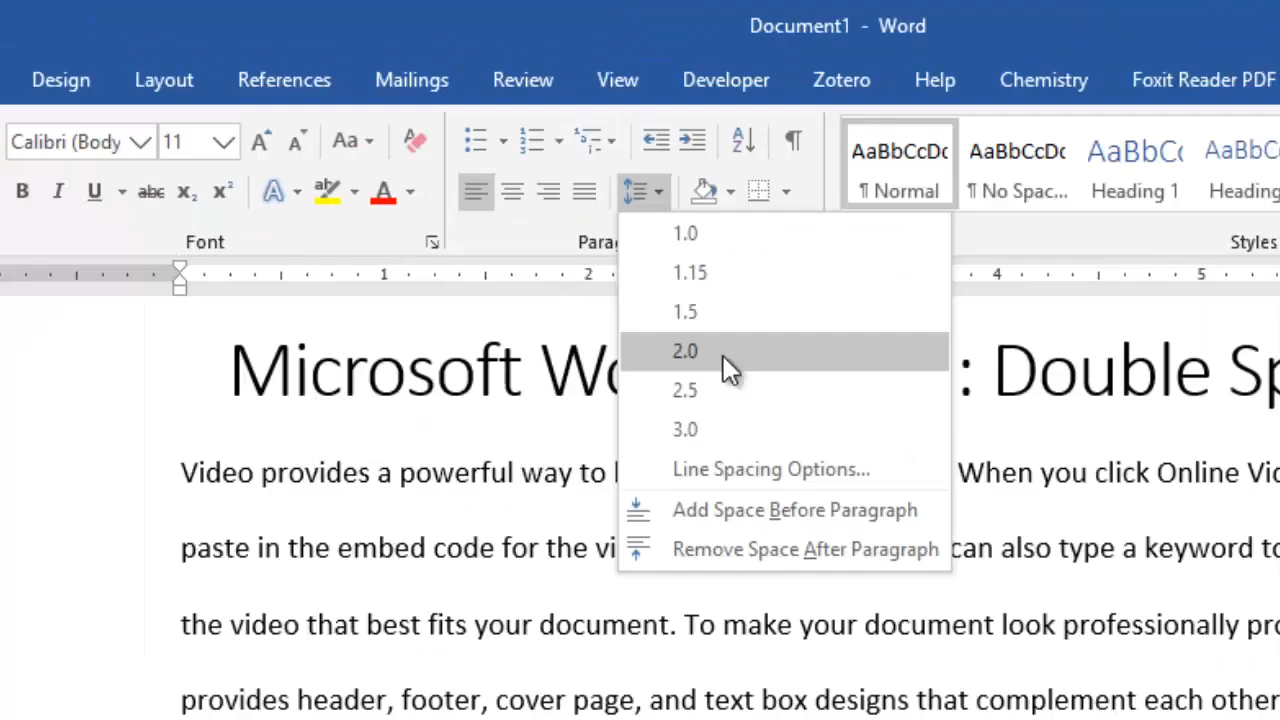 Document1 - Word
Design Layout References Mailings Review View Developer Zotero Help Chemistry Foxit Reader PDF
Calibri (Body 11 Aa AaBbCcDc AaBbCcDc AaBbCc AaBbCc
B I U abc x₂ x² A ab A ¶ Normal ¶ No Spac... Heading 1 Heading
Font Para Styles
1 2 4 5
1.0
1.15
1.5
2.0
2.5
3.0
Line Spacing Options...
Add Space Before Paragraph
Remove Space After Paragraph
Microsoft Wo : Double Sp
Video provides a powerful way to When you click Online Vid
paste in the embed code for the vi can also type a keyword to
the video that best fits your document. To make your document look professionally pro
provides header, footer, cover page, and text box designs that complement each other